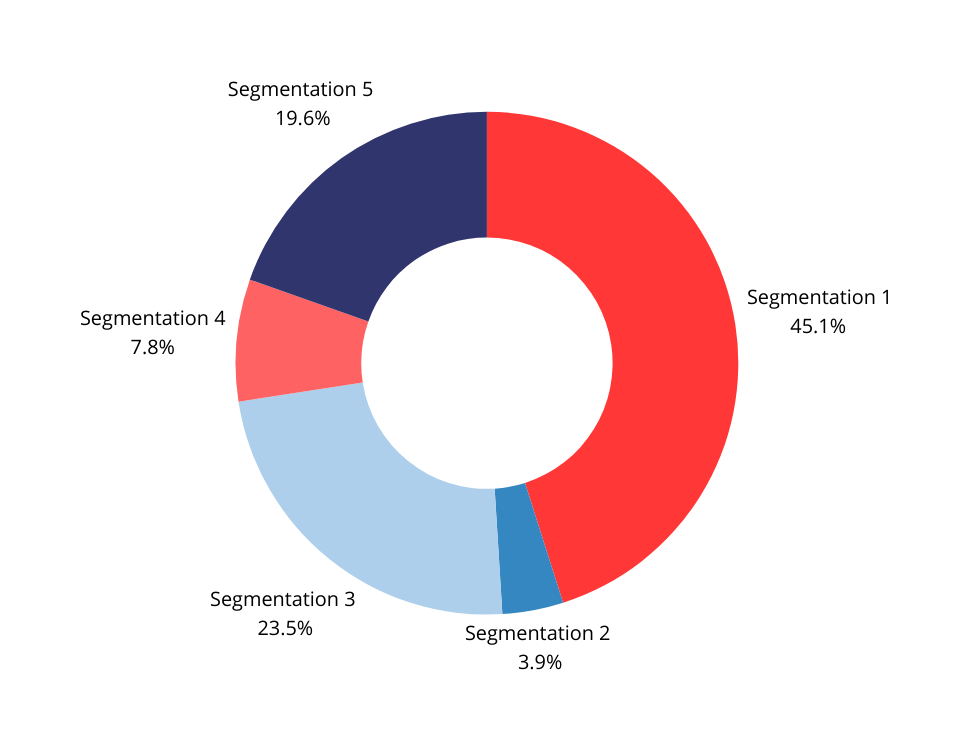 Segmentation 5
19.6%
Segmentation 1
45.1%
Segmentation 4
7.8%
Segmentation 3
23.5%
Segmentation 2
3.9%